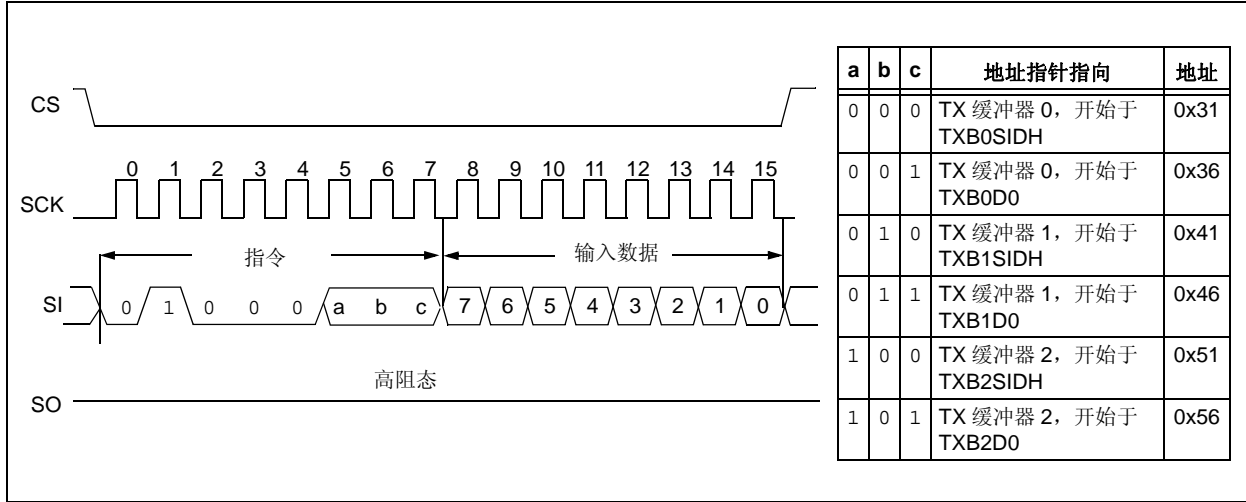 CS
0 1 2 3 4 5 6 7 8 9 10 11 12 13 14 15
SCK
指令 输入数据
SI 0 1 0 0 0 a b c 7 6 5 4 3 2 1 0
高阻态
SO
a b c 地址指针指向 地址
0 0 0 TX 缓冲器 0，开始于 0x31
TXB0SIDH
0 0 1 TX 缓冲器 0，开始于 0x36
TXB0D0
0 1 0 TX 缓冲器 1，开始于 0x41
TXB1SIDH
0 1 1 TX 缓冲器 1，开始于 0x46
TXB1D0
1 0 0 TX 缓冲器 2，开始于 0x51
TXB2SIDH
1 0 1 TX 缓冲器 2，开始于 0x56
TXB2D0